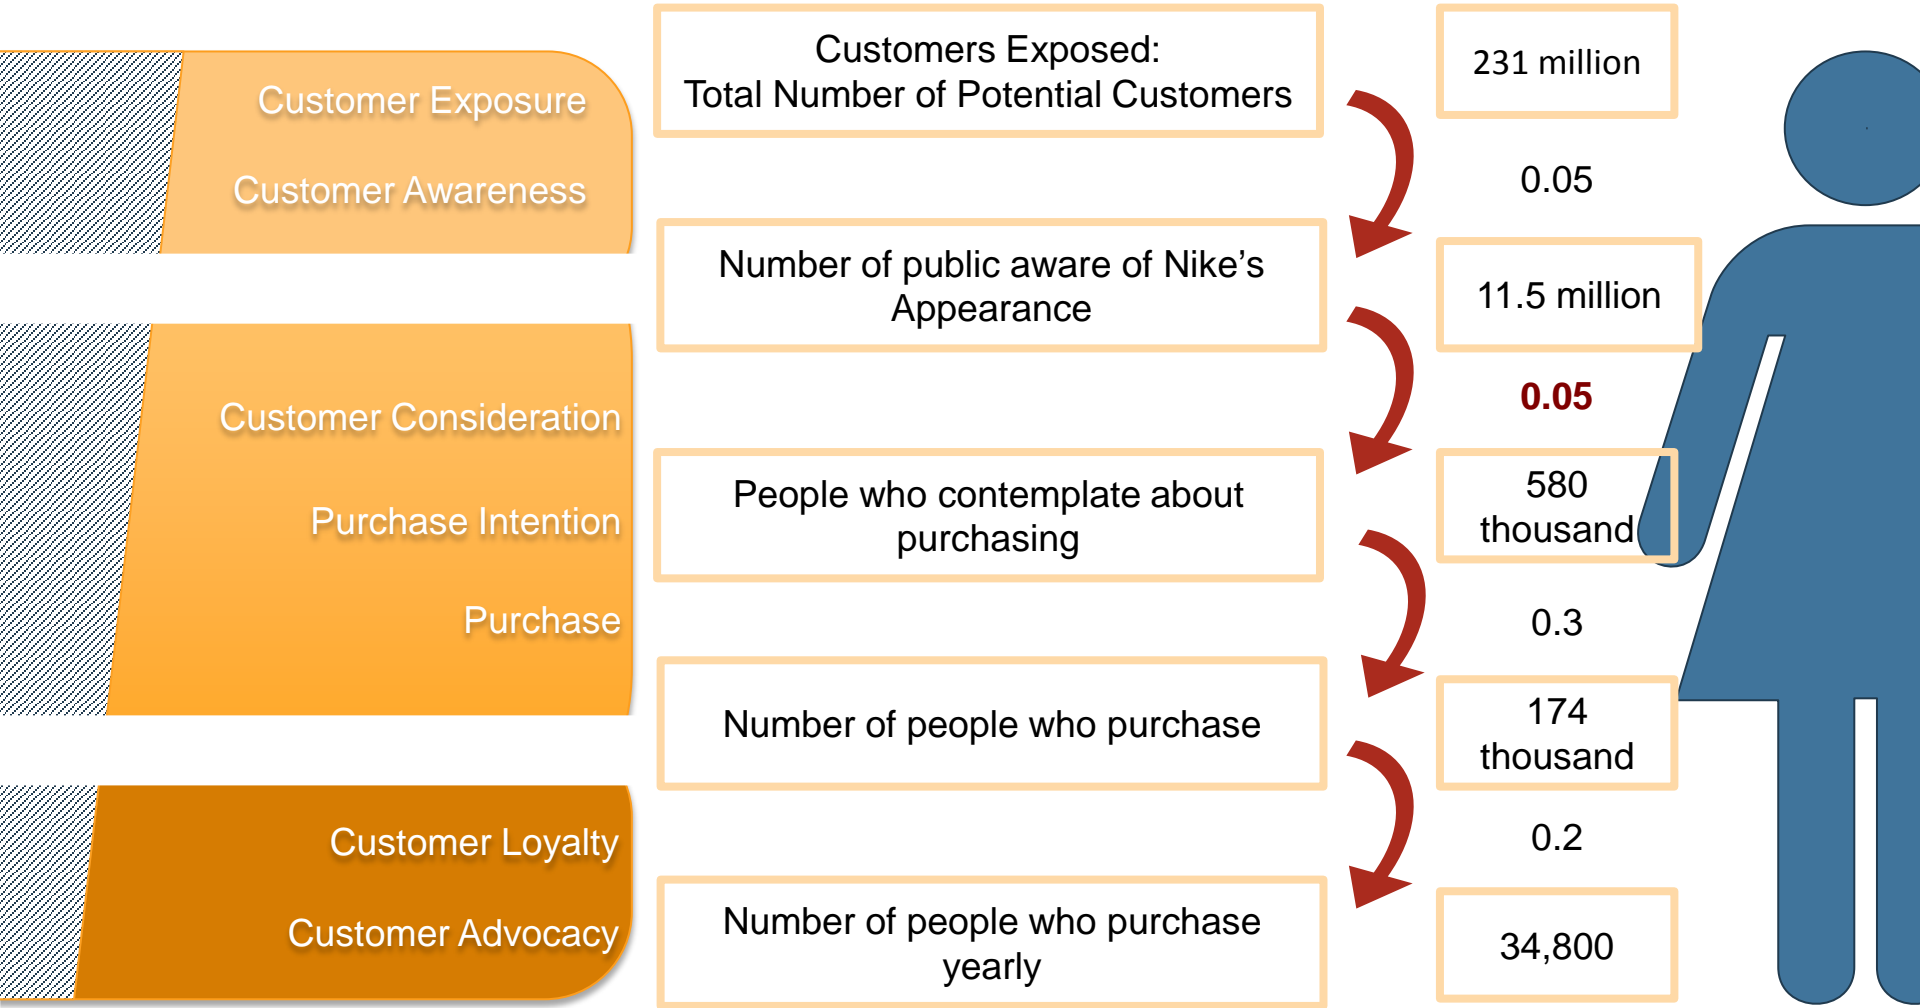 Customer Exposure
Customer Awareness
Customer Consideration
Purchase Intention
Purchase
Customer Loyalty
Customer Advocacy
Customers Exposed:
Total Number of Potential Customers
Number of public aware of Nike's
Appearance
People who contemplate about
purchasing
Number of people who purchase
Number of people who purchase
yearly
231 million
0.05
11.5 million
0.05
580
thousand
0.3
174
thousand
0.2
34,800